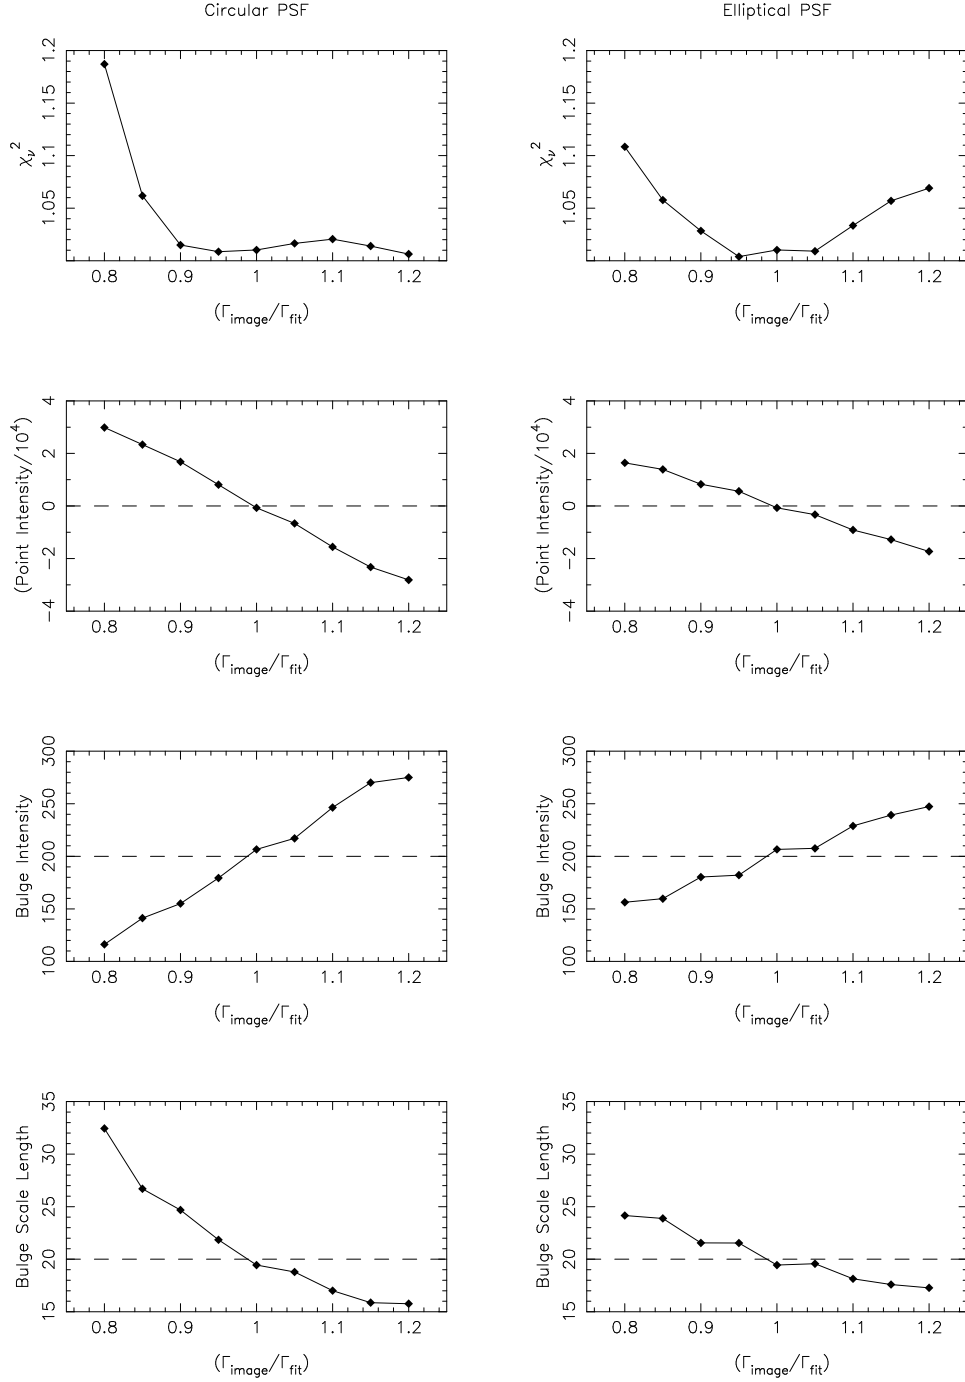 Circular PSF
Elliptical PSF
χν²
1.05 1.1 1.15 1.2
0.8 0.9 1 1.1 1.2
(Γimage/Γfit)
χν²
1.05 1.1 1.15 1.2
0.8 0.9 1 1.1 1.2
(Γimage/Γfit)
(Point Intensity/10⁴)
−4 −2 0 2 4
0.8 0.9 1 1.1 1.2
(Γimage/Γfit)
(Point Intensity/10⁴)
−4 −2 0 2 4
0.8 0.9 1 1.1 1.2
(Γimage/Γfit)
Bulge Intensity
100 150 200 250 300
0.8 0.9 1 1.1 1.2
(Γimage/Γfit)
Bulge Intensity
100 150 200 250 300
0.8 0.9 1 1.1 1.2
(Γimage/Γfit)
Bulge Scale Length
15 20 25 30 35
0.8 0.9 1 1.1 1.2
(Γimage/Γfit)
Bulge Scale Length
15 20 25 30 35
0.8 0.9 1 1.1 1.2
(Γimage/Γfit)